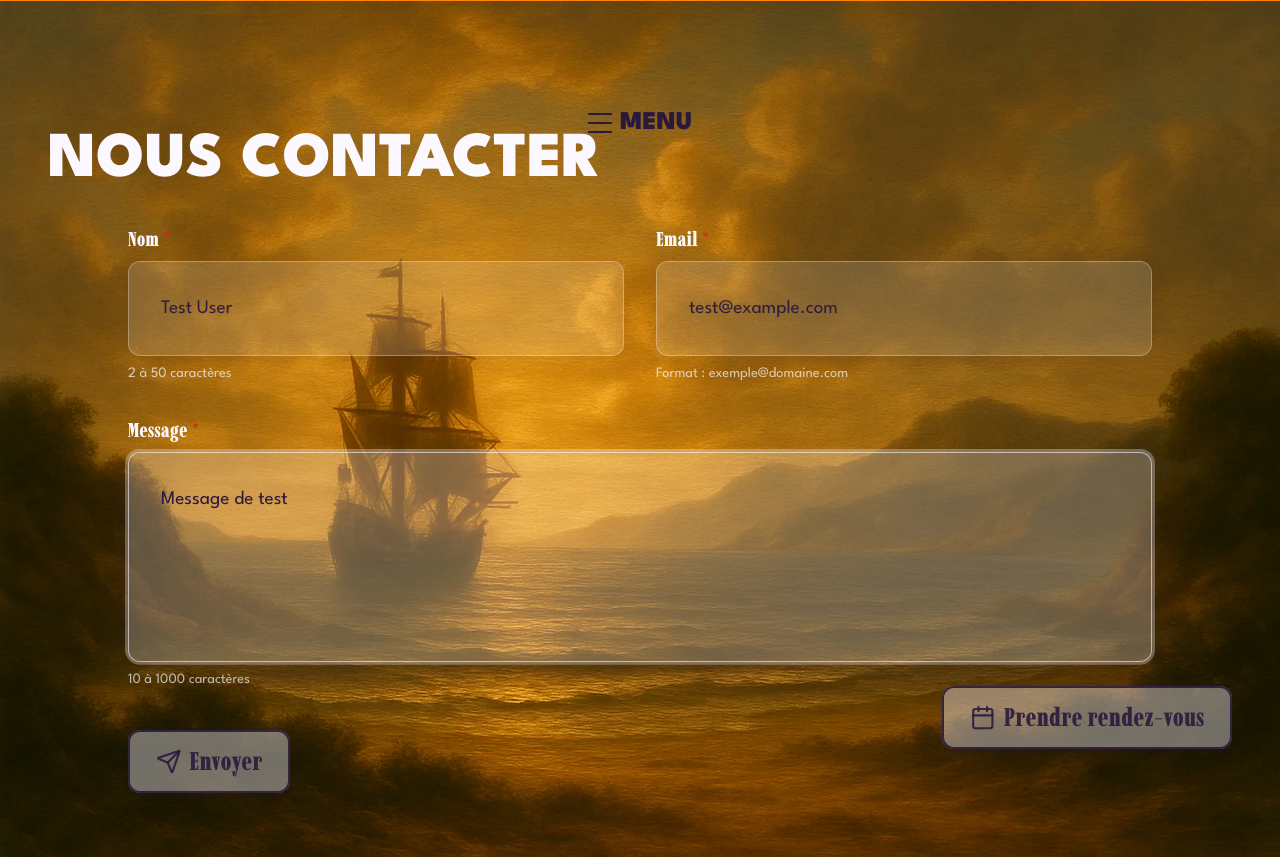 MENU
NOUS CONTACTER
Nom *
Email *
Test User
test@example.com
2 à 50 caractères
Format : exemple@domaine.com
Message *
Message de test
10 à 1000 caractères
Prendre rendez-vous
Envoyer